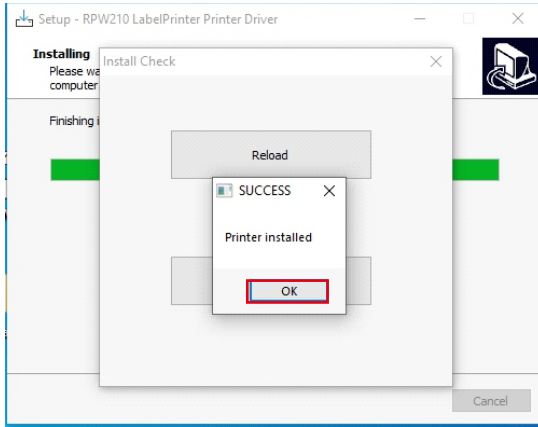 Setup - RPW210 LabelPrinter Printer Driver
Installing
Please wa
computer
Install Check
Finishing i
Reload
SUCCESS
Printer installed
OK
Cancel